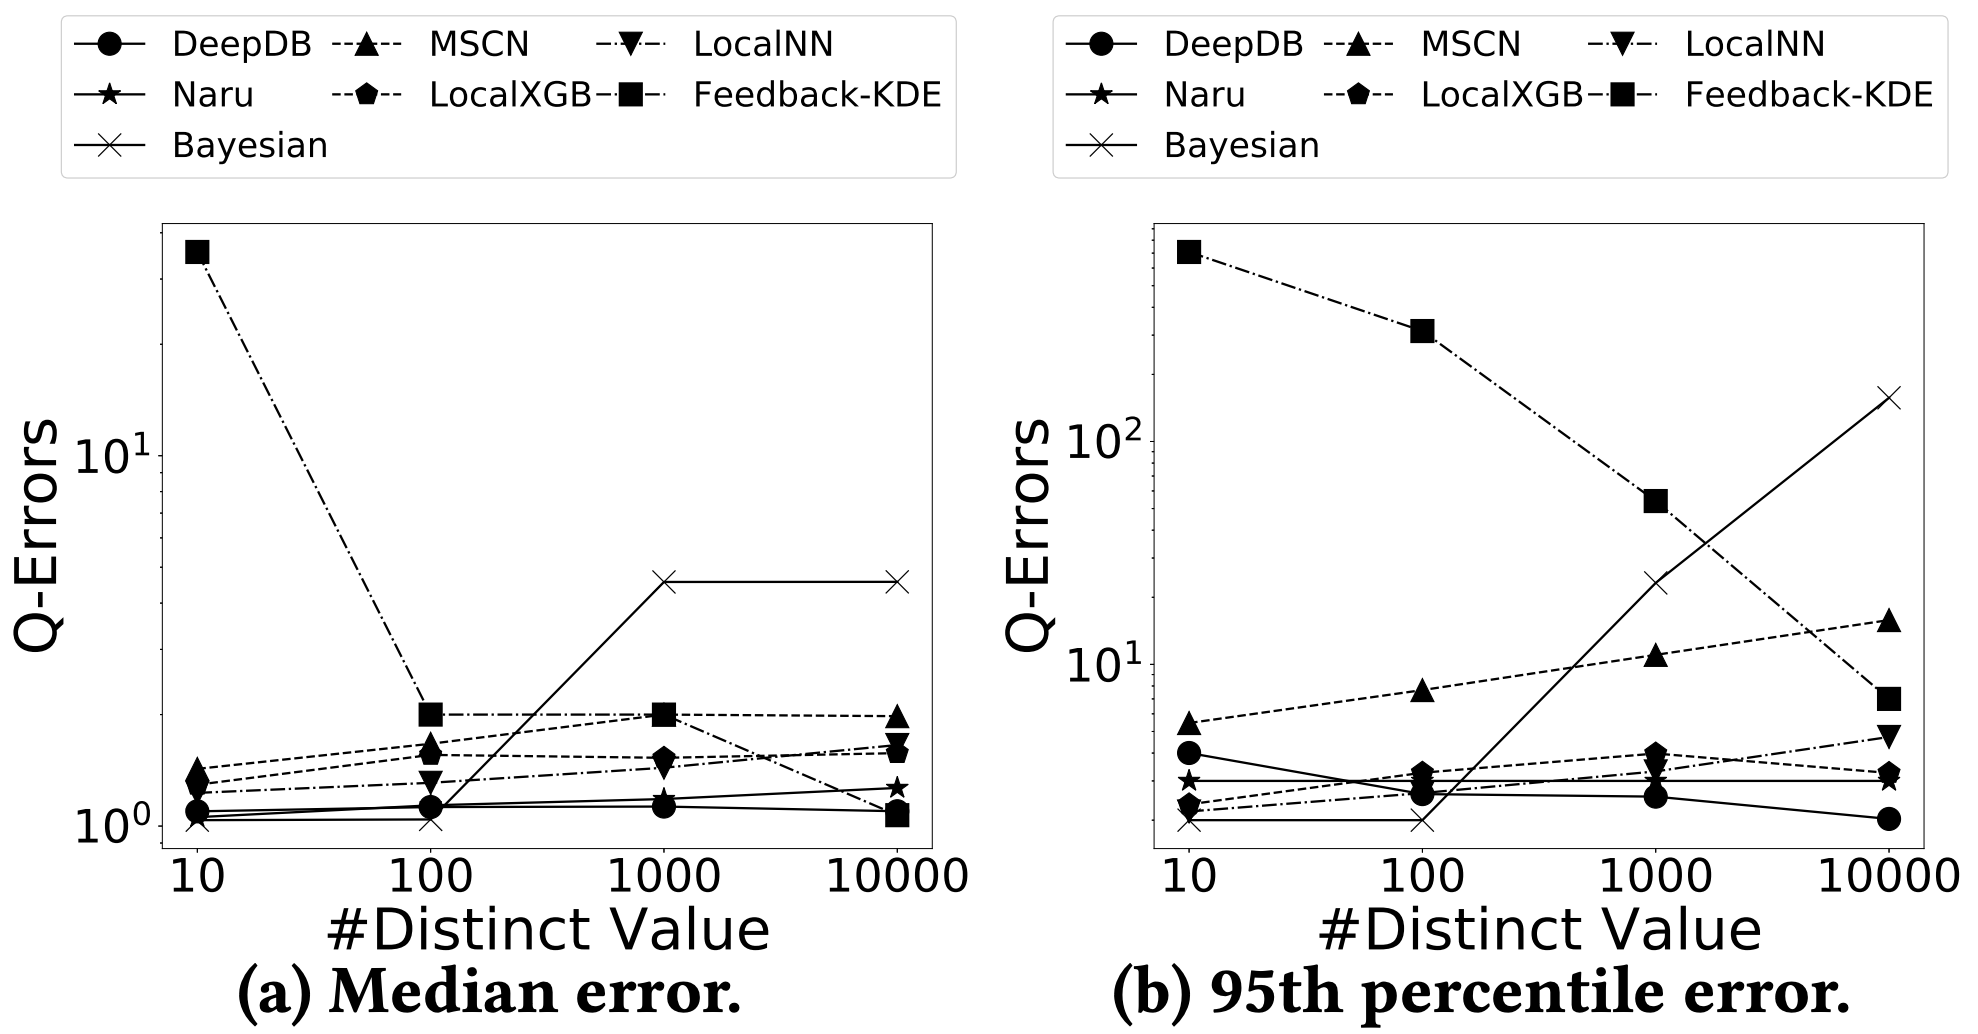 DeepDB MSCN LocalNN
Naru LocalXGB Feedback-KDE
Bayesian
Q-Errors
10¹
10⁰
10 100 1000 10000
#Distinct Value
(a) Median error.
DeepDB MSCN LocalNN
Naru LocalXGB Feedback-KDE
Bayesian
Q-Errors
10²
10¹
10 100 1000 10000
#Distinct Value
(b) 95th percentile error.